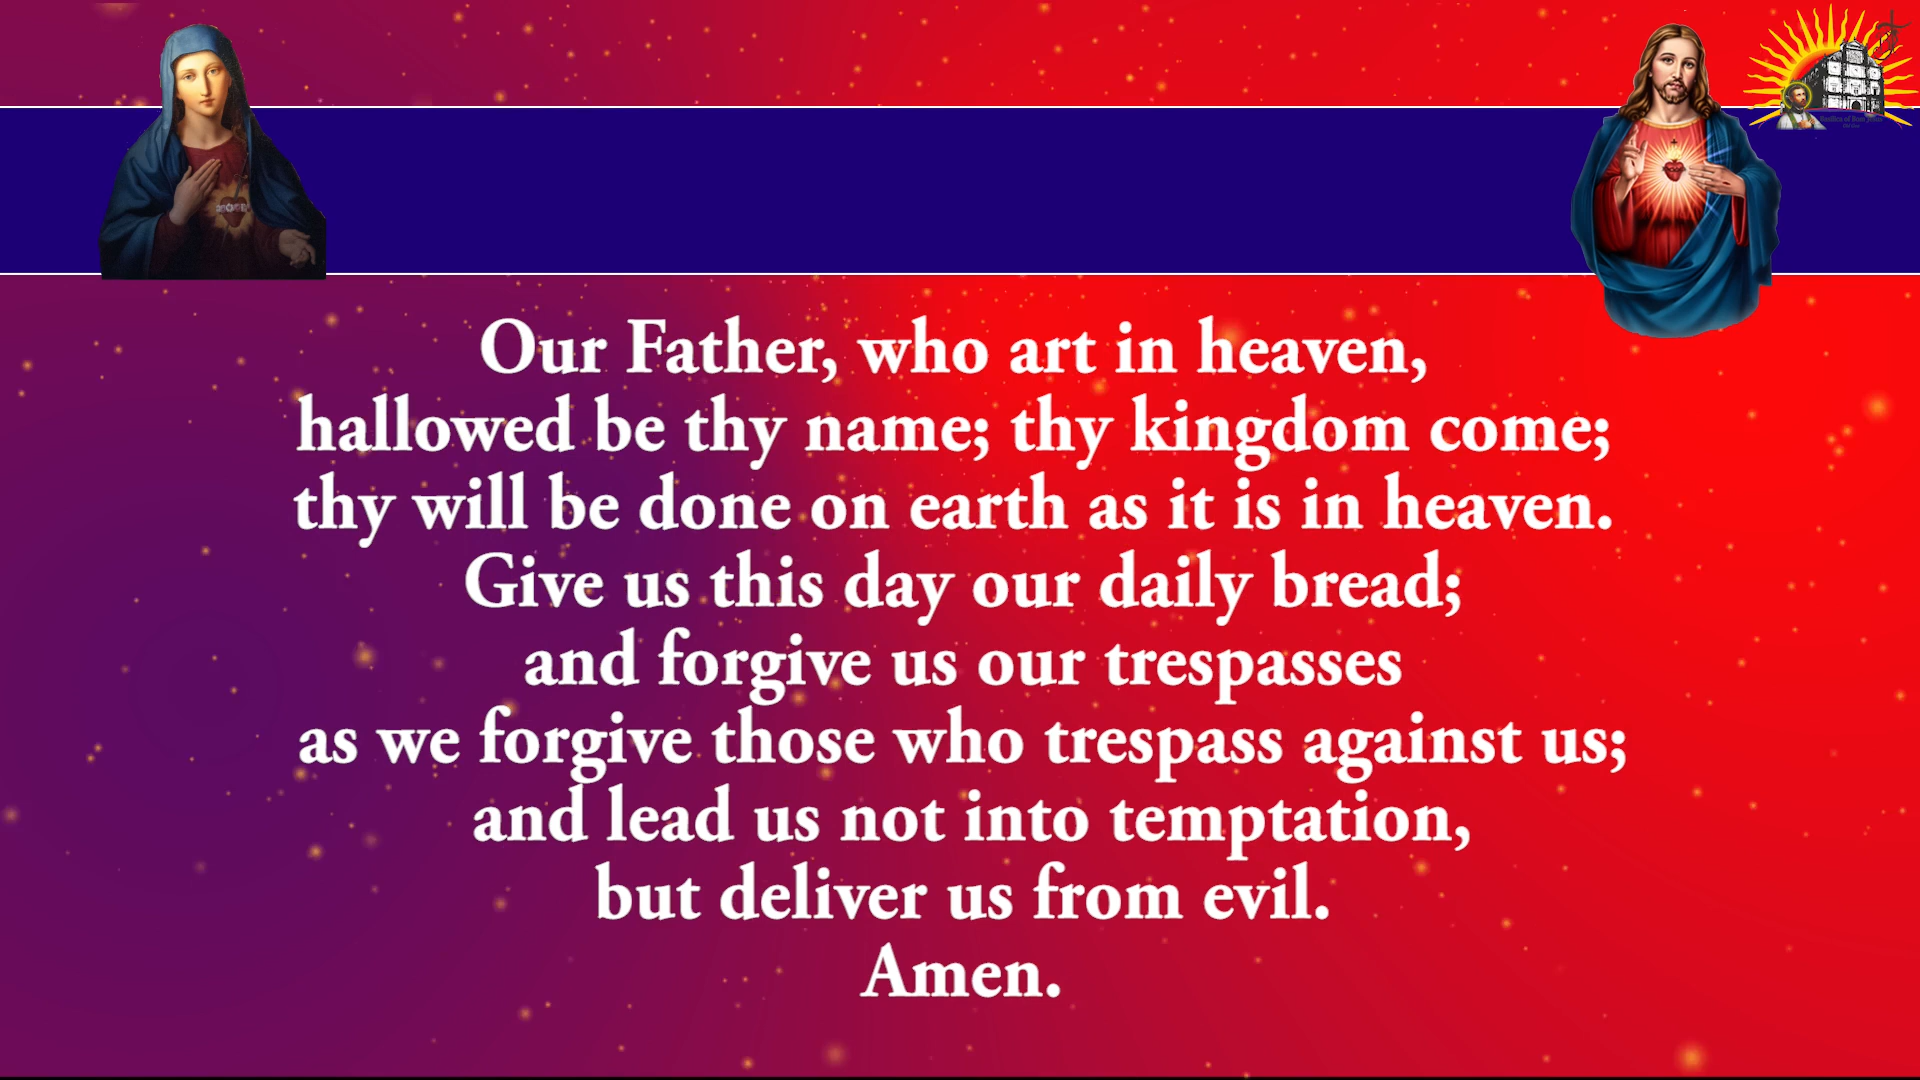 Our Father, who art in heaven,
hallowed be thy name; thy kingdom come;
thy will be done on earth as it is in heaven.
Give us this day our daily bread;
and forgive us our trespasses
as we forgive those who trespass against us;
and lead us not into temptation,
but deliver us from evil.
Amen.